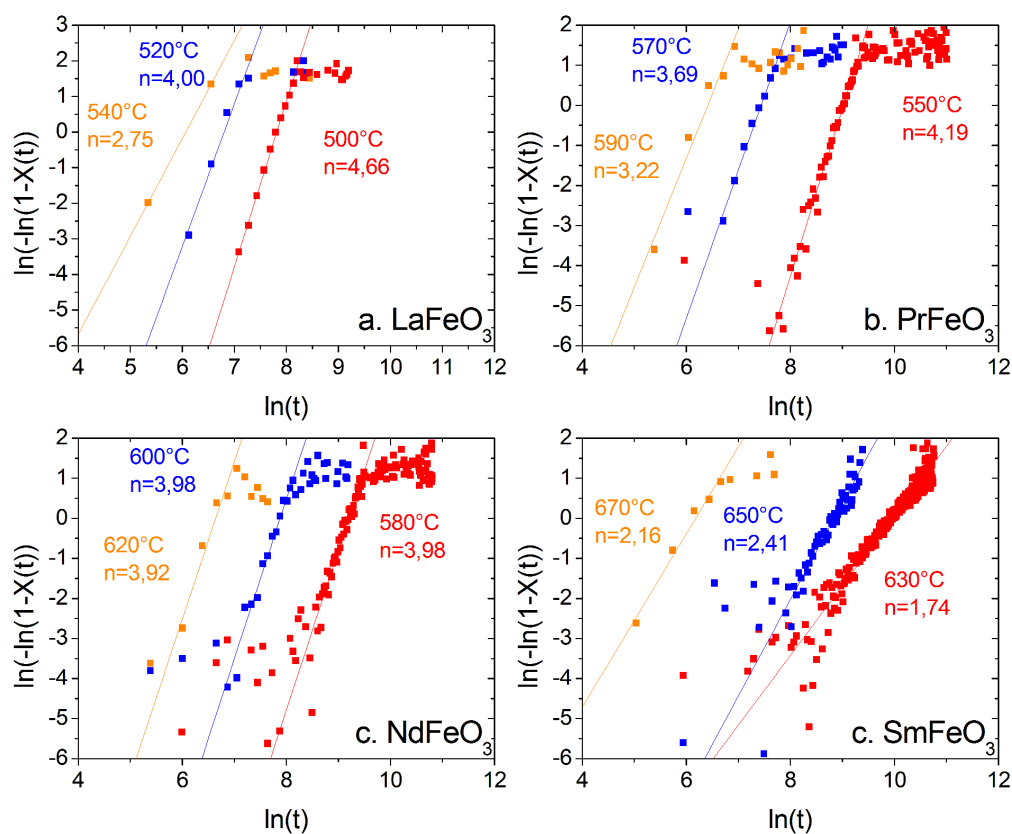 ln(-ln(1-X(t))
3
2
1
0
-1
-2
-3
-4
-5
-6
4 5 6 7 8 9 10 11 12
ln(t)
520°C
n=4,00
540°C
n=2,75
500°C
n=4,66
a. LaFeO3
ln(-ln(1-X(t))
2
1
0
-1
-2
-3
-4
-5
-6
4 6 8 10 12
ln(t)
570°C
n=3,69
550°C
n=4,19
590°C
n=3,22
b. PrFeO3
ln(-ln(1-X(t))
2
1
0
-1
-2
-3
-4
-5
-6
4 5 6 7 8 9 10 11 12
ln(t)
600°C
n=3,98
580°C
n=3,98
620°C
n=3,92
c. NdFeO3
ln(-ln(1-X(t))
2
1
0
-1
-2
-3
-4
-5
-6
4 6 8 10 12
ln(t)
670°C
n=2,16
650°C
n=2,41
630°C
n=1,74
c. SmFeO3